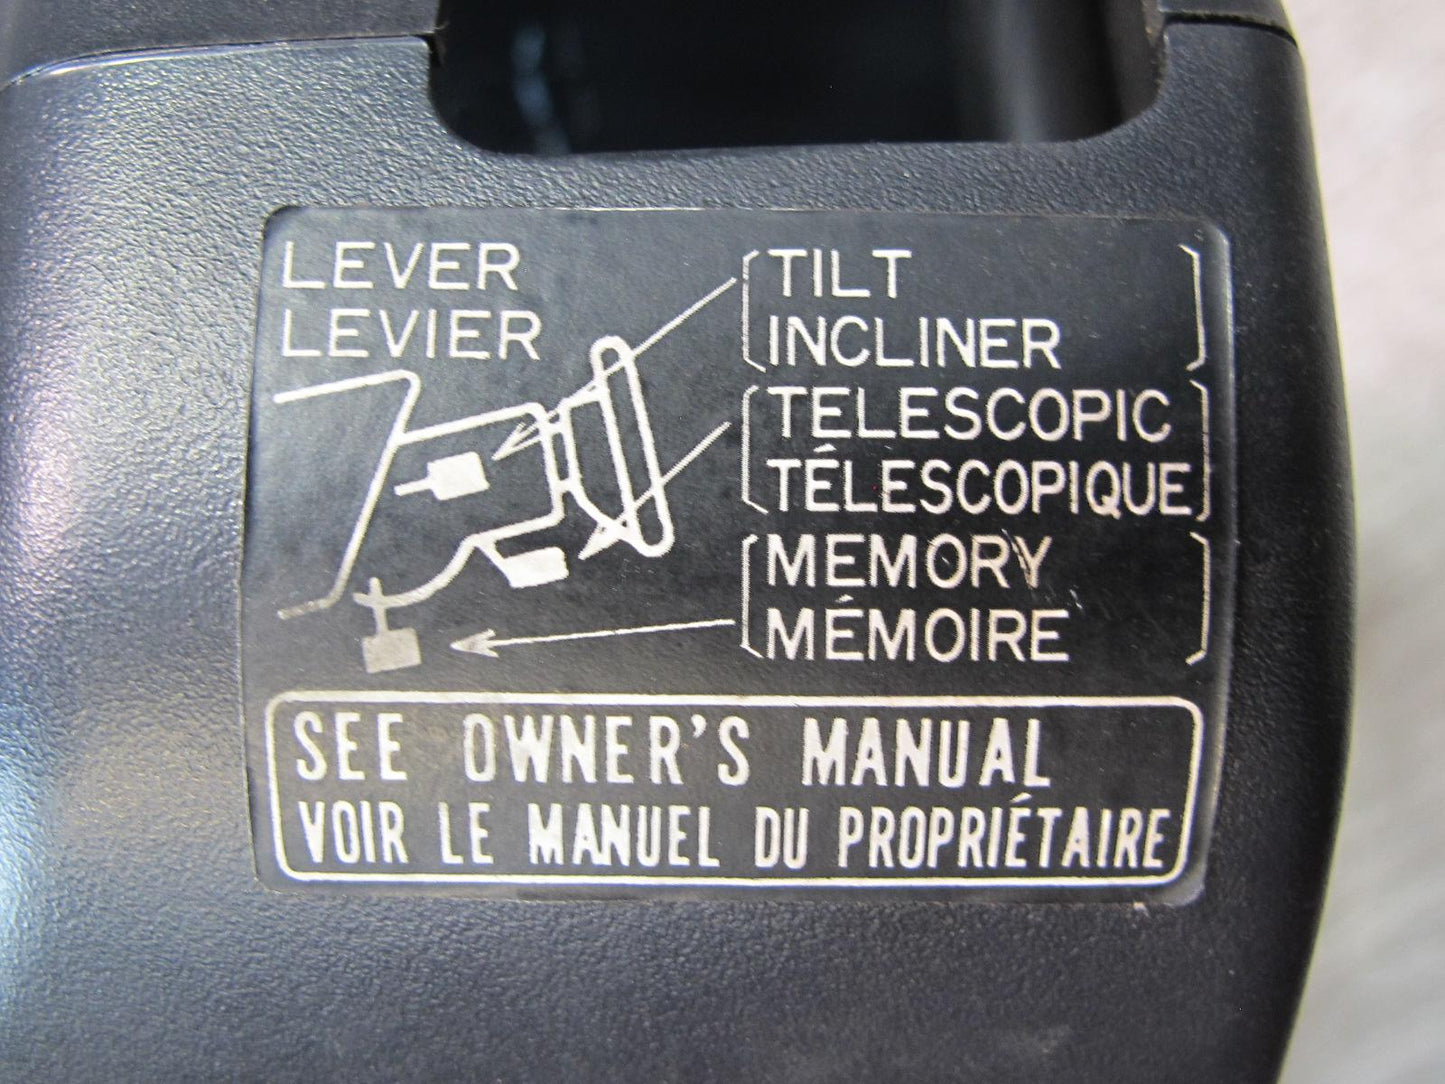 LEVER
LEVIER
TILT
INCLINER
TELESCOPIC
TÉLESCOPIQUE
MEMORY
MÉMOIRE
SEE OWNER'S MANUAL
VOIR LE MANUEL DU PROPRIÉTAIRE